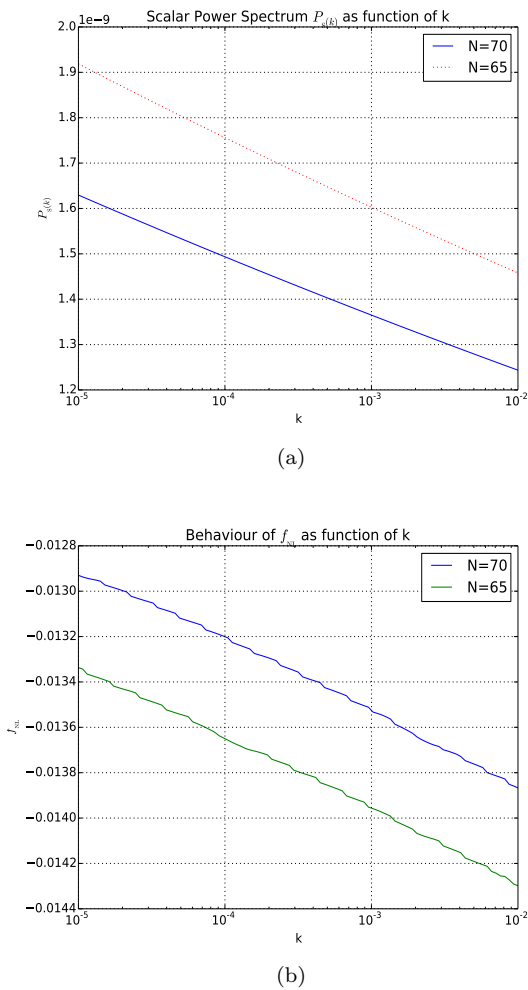 Scalar Power Spectrum P_s(k) as function of k
1e−9
2.0
1.9
1.8
1.7
1.6
1.5
1.4
1.3
1.2
P_s(k)
N=70
N=65
10^-5
10^-4
10^-3
10^-2
k
(a)
Behaviour of f_NL as function of k
−0.0128
−0.0130
−0.0132
−0.0134
−0.0136
−0.0138
−0.0140
−0.0142
−0.0144
f_NL
N=70
N=65
10^-5
10^-4
10^-3
10^-2
k
(b)